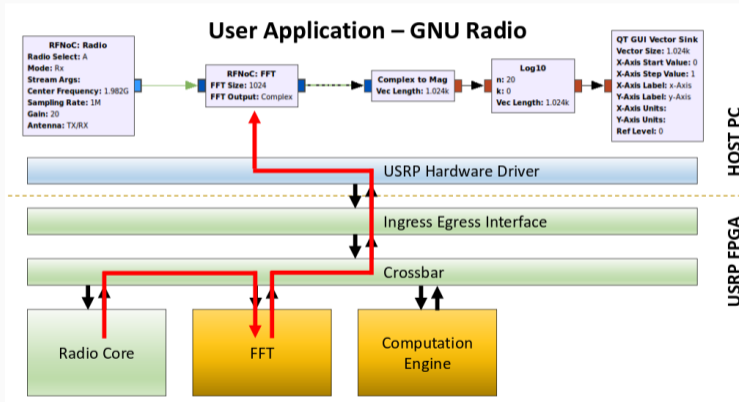 User Application – GNU Radio
RFNoC: Radio
Radio Select: A
Mode: Rx
Stream Args:
Center Frequency: 1.982G
Sampling Rate: 1M
Gain: 20
Antenna: TX/RX
RFNoC: FFT
FFT Size: 1024
FFT Output: Complex
Complex to Mag
Vec Length: 1.024k
Log10
n: 20
k: 0
Vec Length: 1.024k
QT GUI Vector Sink
Vector Size: 1.024k
X-Axis Start Value: 0
X-Axis Step Value: 1
X-Axis Label: x-Axis
Y-Axis Label: y-Axis
X-Axis Units:
Y-Axis Units:
Ref Level: 0
HOST PC
USRP Hardware Driver
Ingress Egress Interface
Crossbar
USRP FPGA
Radio Core
FFT
Computation
Engine